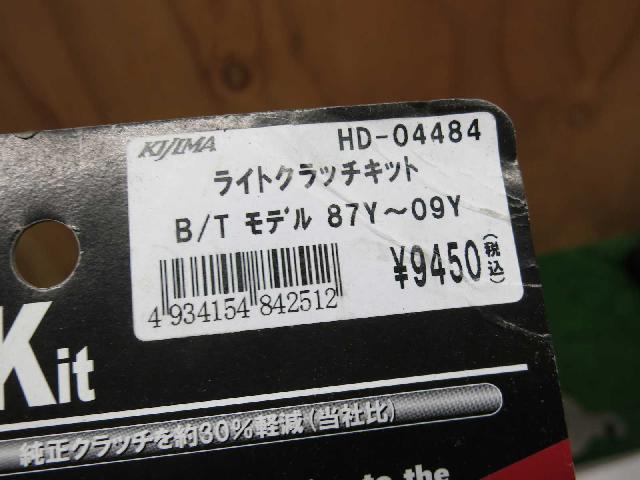 KIJIMA
HD-04484
ライトクラッチキット
B/T モデル 87Y～09Y
¥9450(税込)
4 934154 842512
Kit
純正クラッチを約30%軽減(当社比)
to the